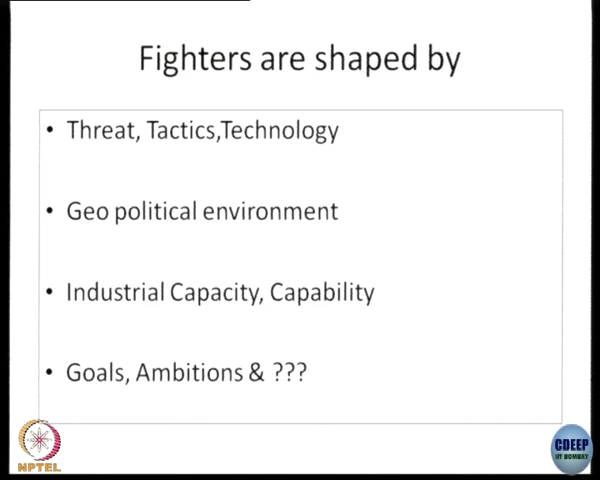 Fighters are shaped by
• Threat, Tactics,Technology
• Geo political environment
• Industrial Capacity, Capability
• Goals, Ambitions & ???
NPTEL
CDEEP
IIT BOMBAY